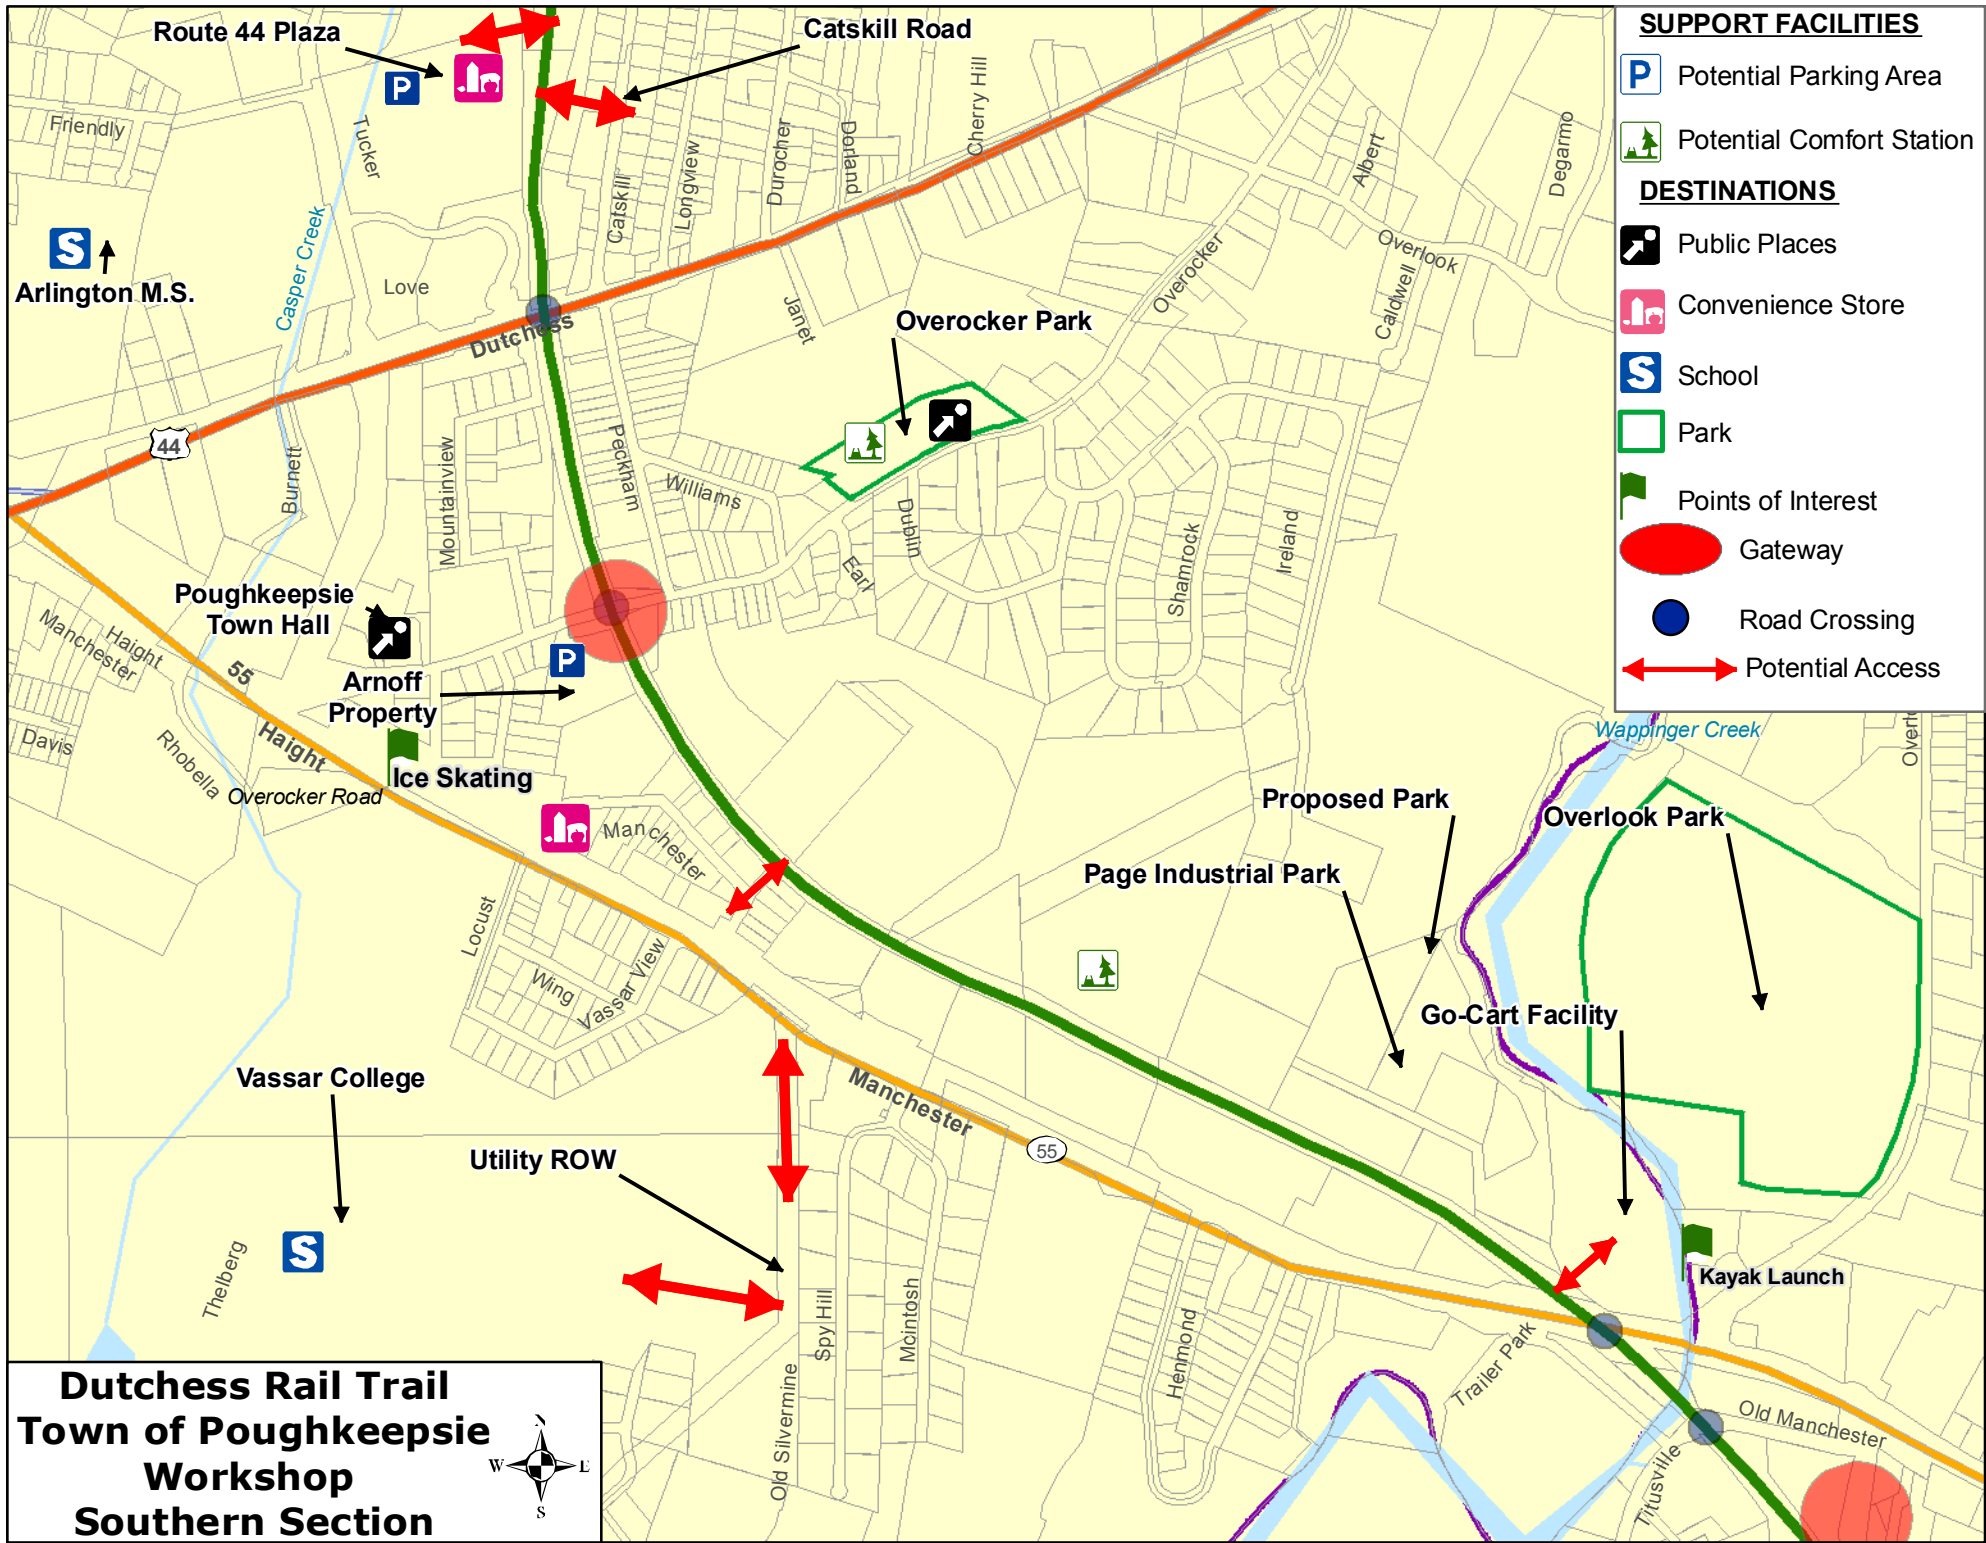 Route 44 Plaza
Catskill Road
P
Friendly
Tucker
Catskill
Longview
Durocher
Dorland
Cherry Hill
Albert
Degarmo
S
Arlington M.S.
Casper Creek
Love
Dutchess
Janet
Overocker Park
Overocker
Overlook
Caldwell
44
Burnett
Mountainview
Peckham
Williams
Dublin
Earl
Shamrock
Ireland
Poughkeepsie
Town Hall
Haight
Manchester
55
P
Arnoff
Property
Davis
Rhobella
Haight
Ice Skating
Overocker Road
Manchester
Locust
Wing
Vassar View
Proposed Park
Page Industrial Park
Wappinger Creek
Overlook Park
Go-Cart Facility
Vassar College
Manchester
55
Utility ROW
S
Thelberg
Spy Hill
Mcintosh
Old Silvermine
Henmond
Kayak Launch
Trailer Park
Old Manchester
Titusville
SUPPORT FACILITIES
P Potential Parking Area
Potential Comfort Station
DESTINATIONS
Public Places
Convenience Store
S School
Park
Points of Interest
Gateway
Road Crossing
Potential Access
Dutchess Rail Trail
Town of Poughkeepsie
Workshop
Southern Section
N
W E
S